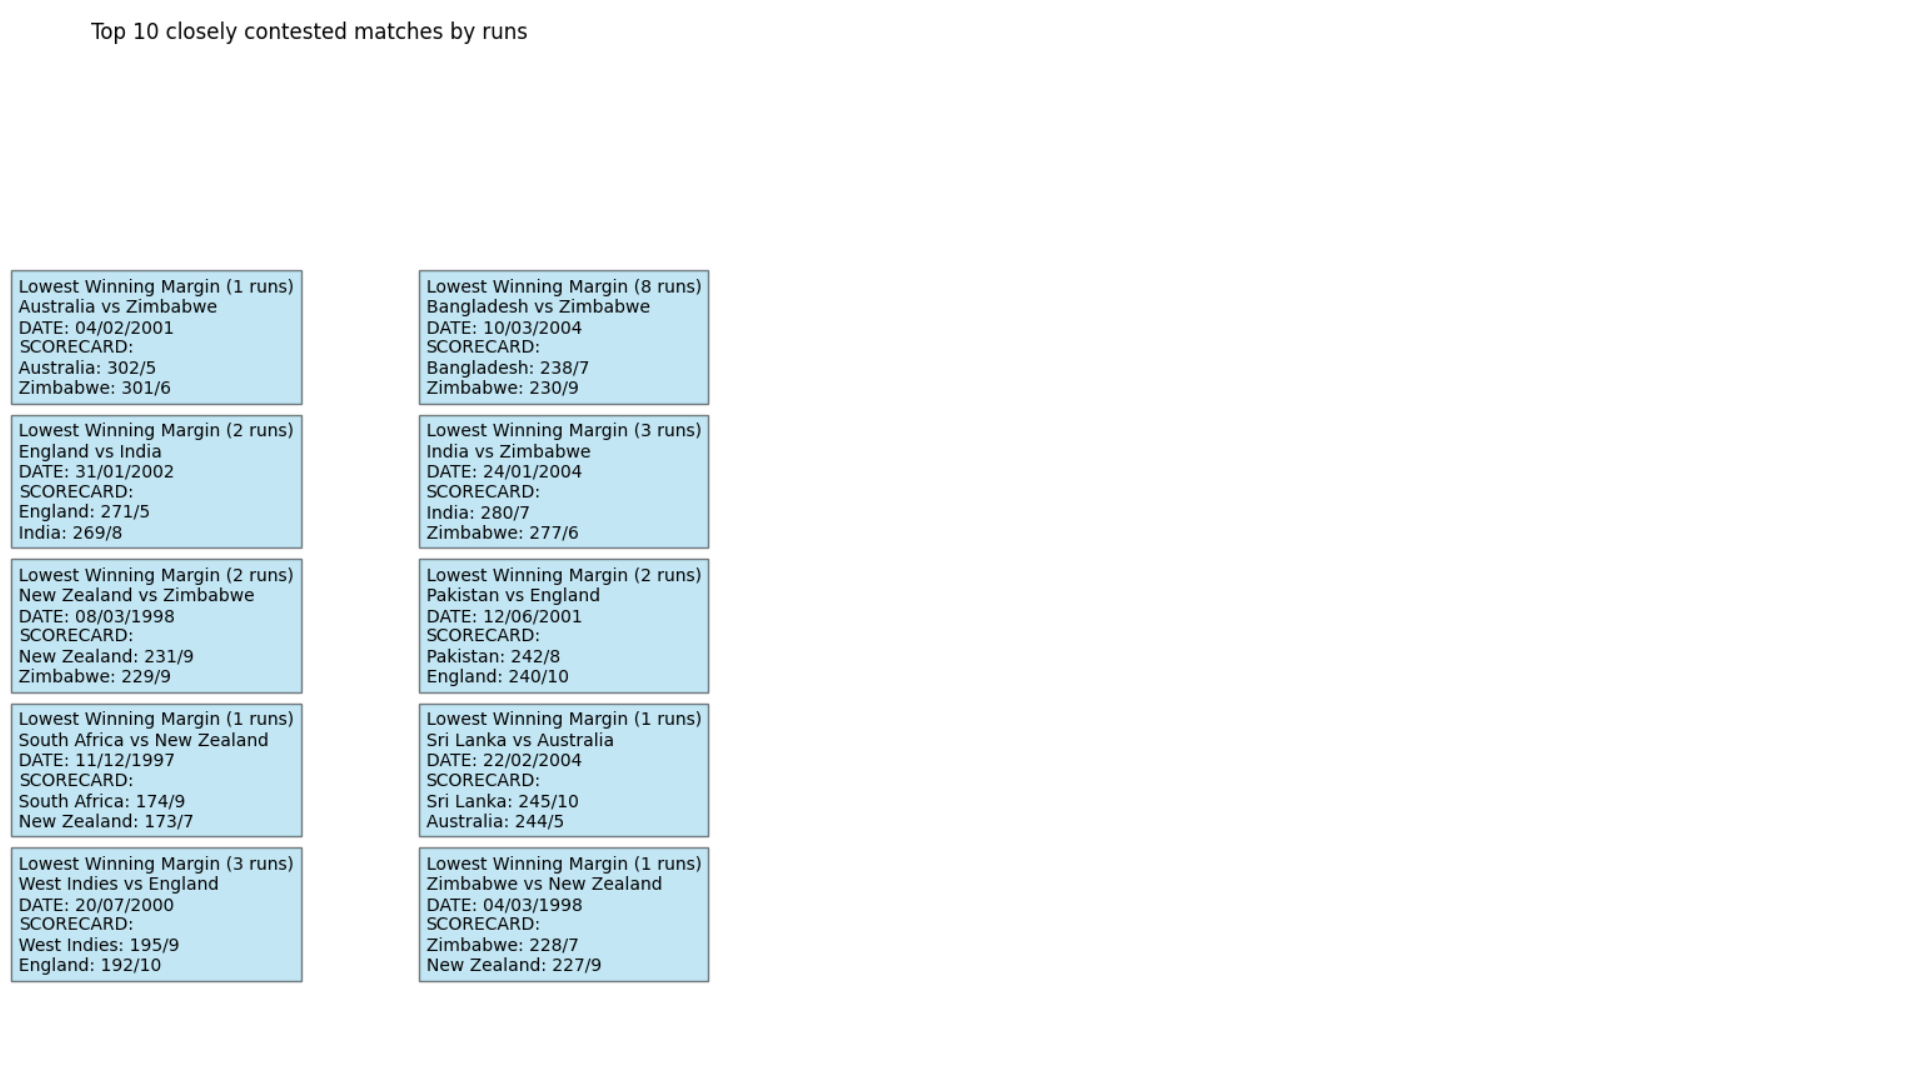 Top 10 closely contested matches by runs
Lowest Winning Margin (1 runs)
Australia vs Zimbabwe
DATE: 04/02/2001
SCORECARD:
Australia: 302/5
Zimbabwe: 301/6
Lowest Winning Margin (8 runs)
Bangladesh vs Zimbabwe
DATE: 10/03/2004
SCORECARD:
Bangladesh: 238/7
Zimbabwe: 230/9
Lowest Winning Margin (2 runs)
England vs India
DATE: 31/01/2002
SCORECARD:
England: 271/5
India: 269/8
Lowest Winning Margin (3 runs)
India vs Zimbabwe
DATE: 24/01/2004
SCORECARD:
India: 280/7
Zimbabwe: 277/6
Lowest Winning Margin (2 runs)
New Zealand vs Zimbabwe
DATE: 08/03/1998
SCORECARD:
New Zealand: 231/9
Zimbabwe: 229/9
Lowest Winning Margin (2 runs)
Pakistan vs England
DATE: 12/06/2001
SCORECARD:
Pakistan: 242/8
England: 240/10
Lowest Winning Margin (1 runs)
South Africa vs New Zealand
DATE: 11/12/1997
SCORECARD:
South Africa: 174/9
New Zealand: 173/7
Lowest Winning Margin (1 runs)
Sri Lanka vs Australia
DATE: 22/02/2004
SCORECARD:
Sri Lanka: 245/10
Australia: 244/5
Lowest Winning Margin (3 runs)
West Indies vs England
DATE: 20/07/2000
SCORECARD:
West Indies: 195/9
England: 192/10
Lowest Winning Margin (1 runs)
Zimbabwe vs New Zealand
DATE: 04/03/1998
SCORECARD:
Zimbabwe: 228/7
New Zealand: 227/9